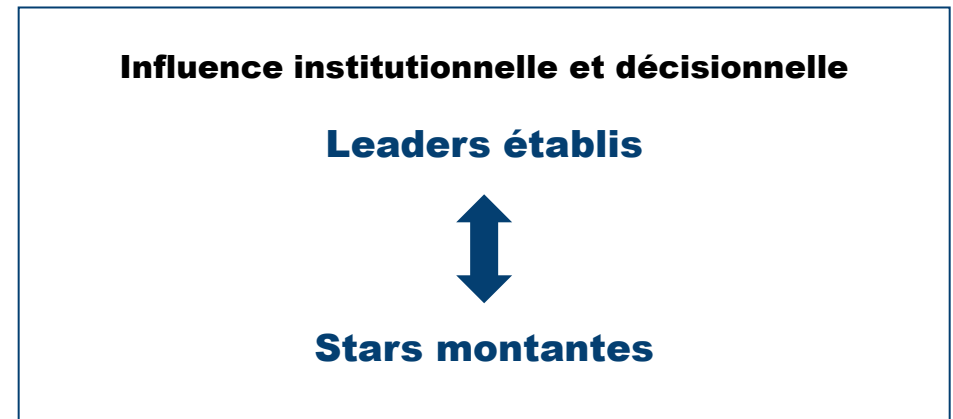 Influence institutionnelle et décisionnelle
Leaders établis
Stars montantes